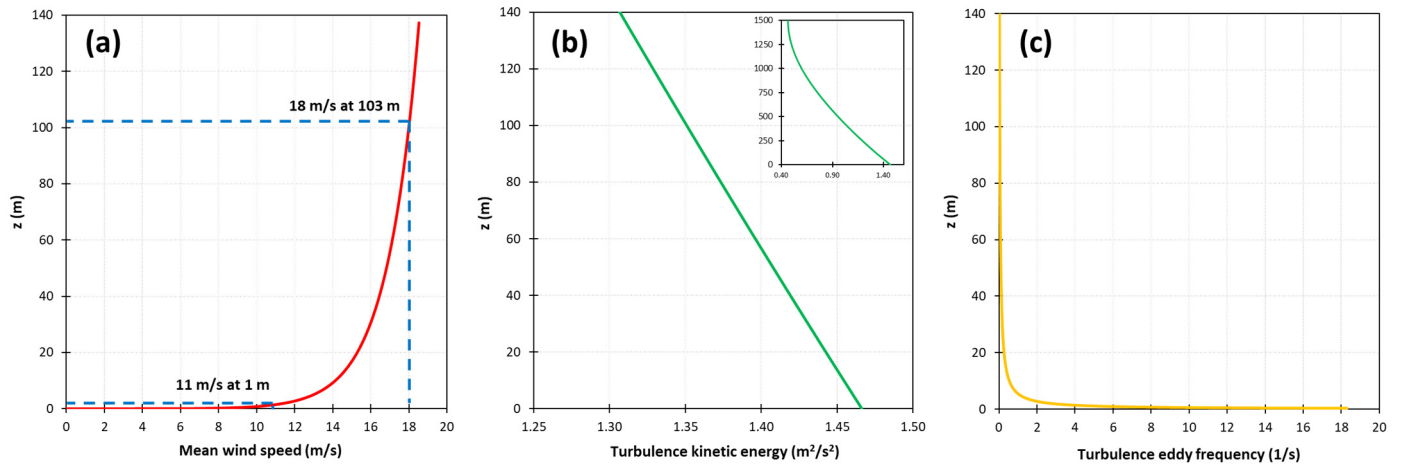 (a)
140
120
100
80
60
40
20
0
z (m)
18 m/s at 103 m
11 m/s at 1 m
0 2 4 6 8 10 12 14 16 18 20
Mean wind speed (m/s)
(b)
140
120
100
80
60
40
20
0
z (m)
1500
1250
1000
750
500
250
0
0.40 0.90 1.40
1.25 1.30 1.35 1.40 1.45 1.50
Turbulence kinetic energy (m²/s²)
(c)
140
120
100
80
60
40
20
0
z (m)
0 2 4 6 8 10 12 14 16 18 20
Turbulence eddy frequency (1/s)